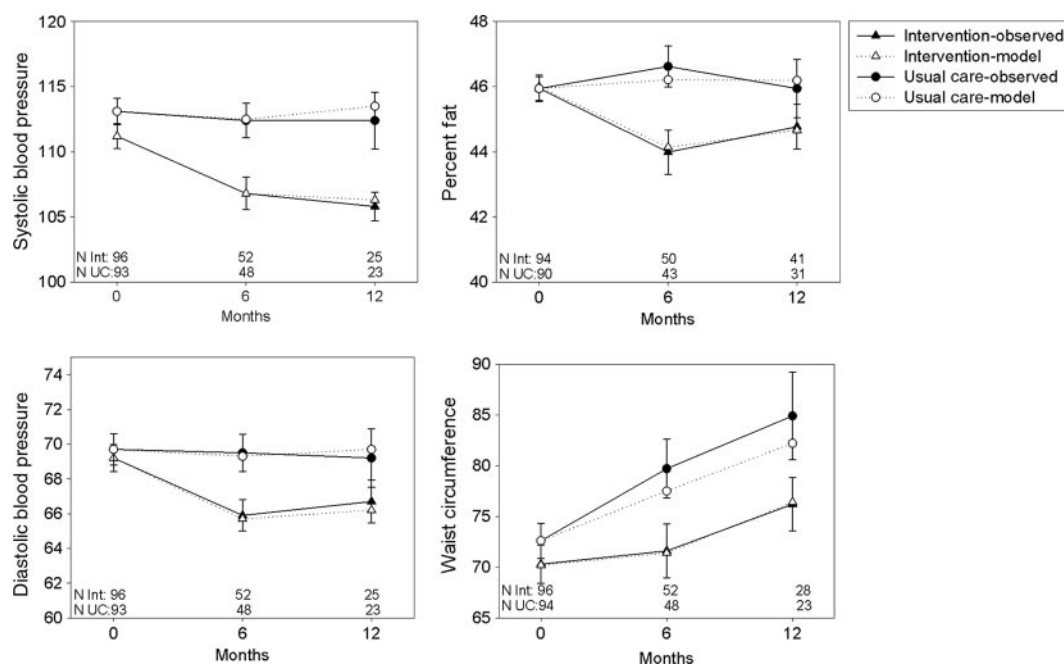 120
115
110
105
100
Systolic blood pressure
N Int: 96 52 25
N UC:93 48 23
0 6 12
Months
48
46
44
42
40
Percent fat
N Int: 94 50 41
N UC:90 43 31
0 6 12
Months
Intervention-observed
Intervention-model
Usual care-observed
Usual care-model
74
72
70
68
66
64
62
60
Diastolic blood pressure
N Int: 96 52 25
N UC:93 48 23
0 6 12
Months
90
85
80
75
70
65
Waist circumference
N Int: 96 52 28
N UC:94 48 23
0 6 12
Months